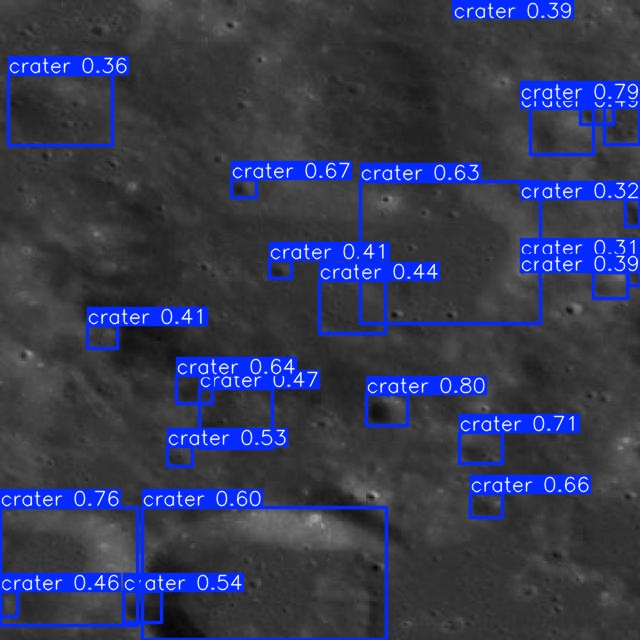 crater 0.39
crater 0.36
crater 0.79
crater 0.67
crater 0.63
crater 0.32
crater 0.31
crater 0.39
crater 0.41
crater 0.44
crater 0.41
crater 0.64
crater 0.47
crater 0.80
crater 0.71
crater 0.53
crater 0.66
crater 0.76
crater 0.60
crater 0.46
crater 0.54